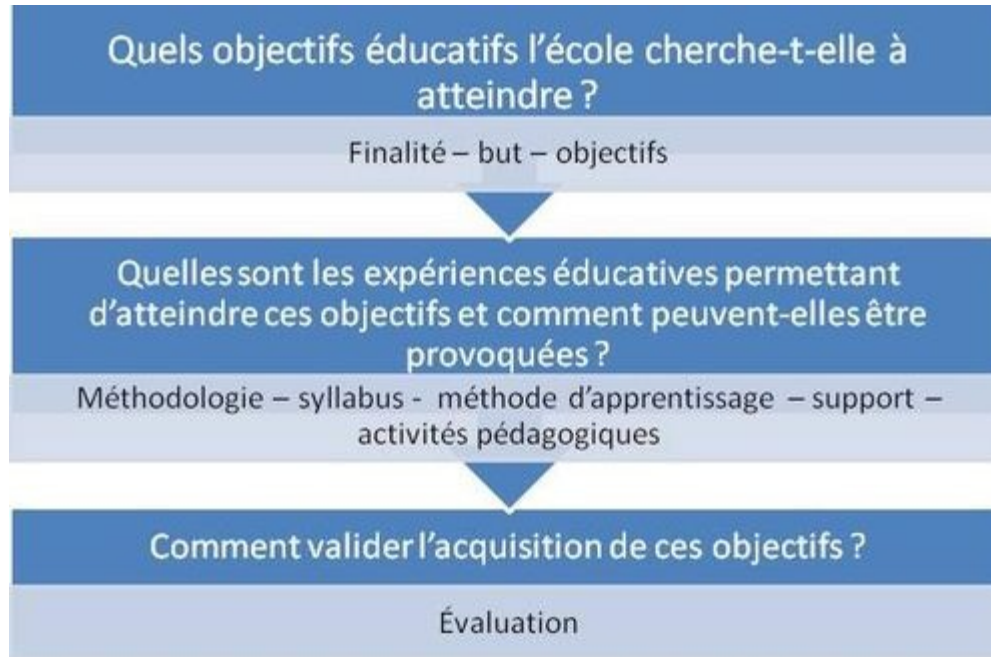 Quels objectifs éducatifs l'école cherche-t-elle à
atteindre ?
Finalité – but – objectifs
Quelles sont les expériences éducatives permettant
d'atteindre ces objectifs et comment peuvent-elles être
provoquées ?
Méthodologie – syllabus - méthode d'apprentissage – support –
activités pédagogiques
Comment valider l'acquisition de ces objectifs ?
Évaluation